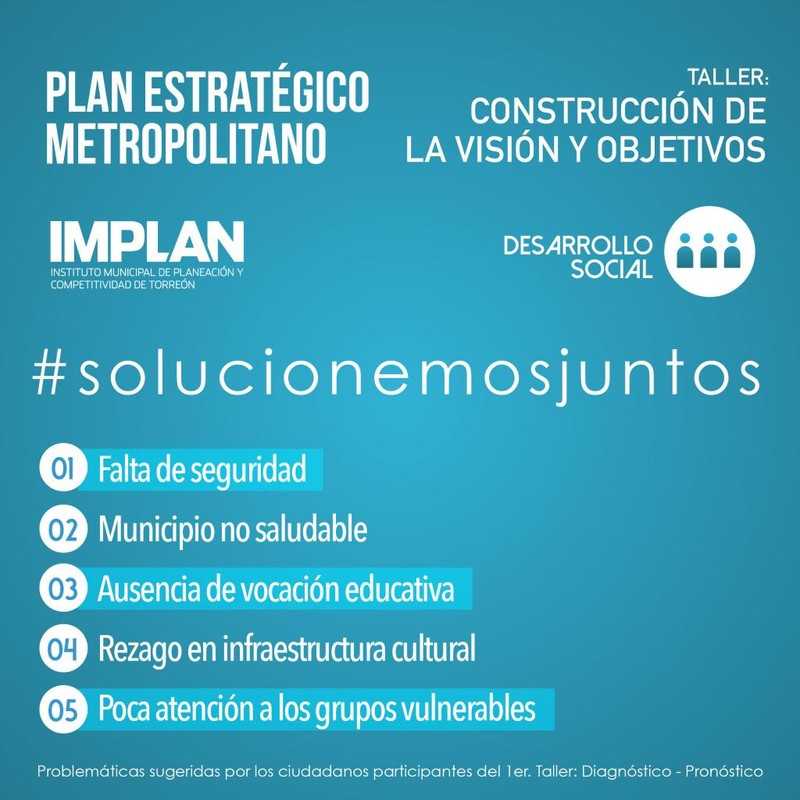 PLAN ESTRATÉGICO
METROPOLITANO
TALLER:
CONSTRUCCIÓN DE
LA VISIÓN Y OBJETIVOS
IMPLAN
INSTITUTO MUNICIPAL DE PLANEACIÓN Y
COMPETITIVIDAD DE TORREÓN
DESARROLLO
SOCIAL
#solucionemosjuntos
01 Falta de seguridad
02 Municipio no saludable
03 Ausencia de vocación educativa
04 Rezago en infraestructura cultural
05 Poca atención a los grupos vulnerables
Problemáticas sugeridas por los ciudadanos participantes del 1er. Taller: Diagnóstico - Pronóstico